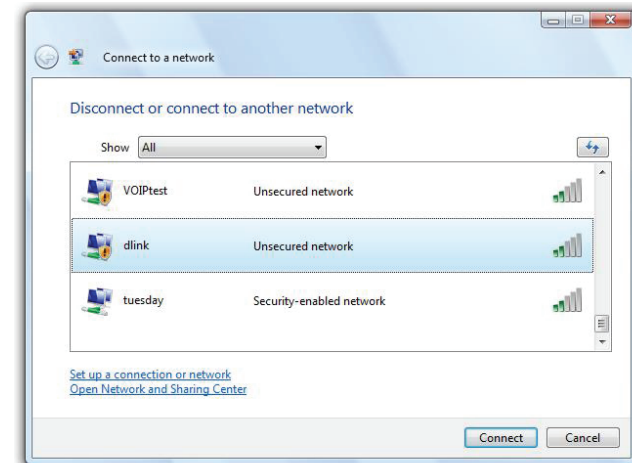 Connect to a network
Disconnect or connect to another network
Show All
VOIPtest Unsecured network
dlink Unsecured network
tuesday Security-enabled network
Set up a connection or network
Open Network and Sharing Center
Connect Cancel